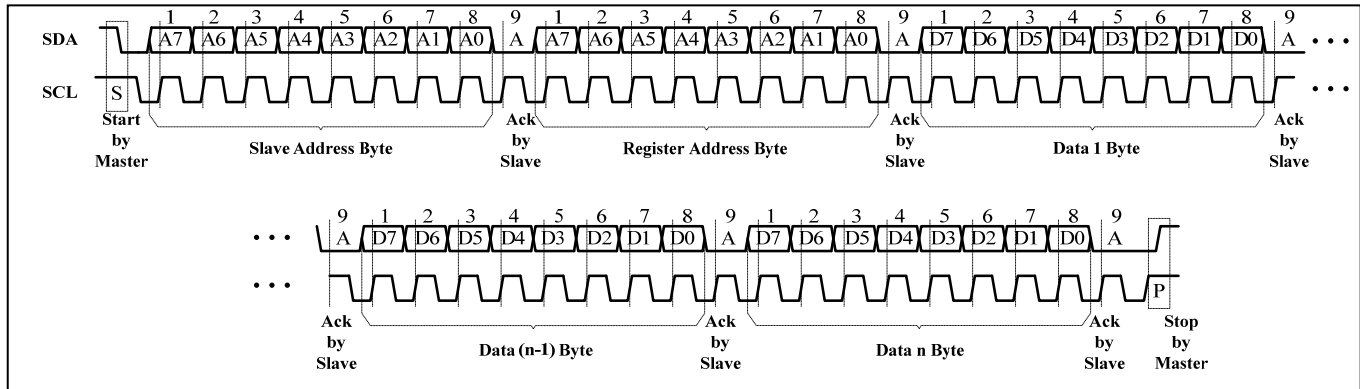 1 2 3 4 5 6 7 8 9 1 2 3 4 5 6 7 8 9 1 2 3 4 5 6 7 8 9
SDA A7 A6 A5 A4 A3 A2 A1 A0 A A7 A6 A5 A4 A3 A2 A1 A0 A D7 D6 D5 D4 D3 D2 D1 D0 A • • •
SCL S • • •
Start by Master
Slave Address Byte
Ack by Slave
Register Address Byte
Ack by Slave
Data 1 Byte
Ack by Slave
9 1 2 3 4 5 6 7 8 9 1 2 3 4 5 6 7 8 9
• • • A D7 D6 D5 D4 D3 D2 D1 D0 A D7 D6 D5 D4 D3 D2 D1 D0 A
• • • P
Ack by Slave
Data (n-1) Byte
Ack by Slave
Data n Byte
Ack by Slave
Stop by Master